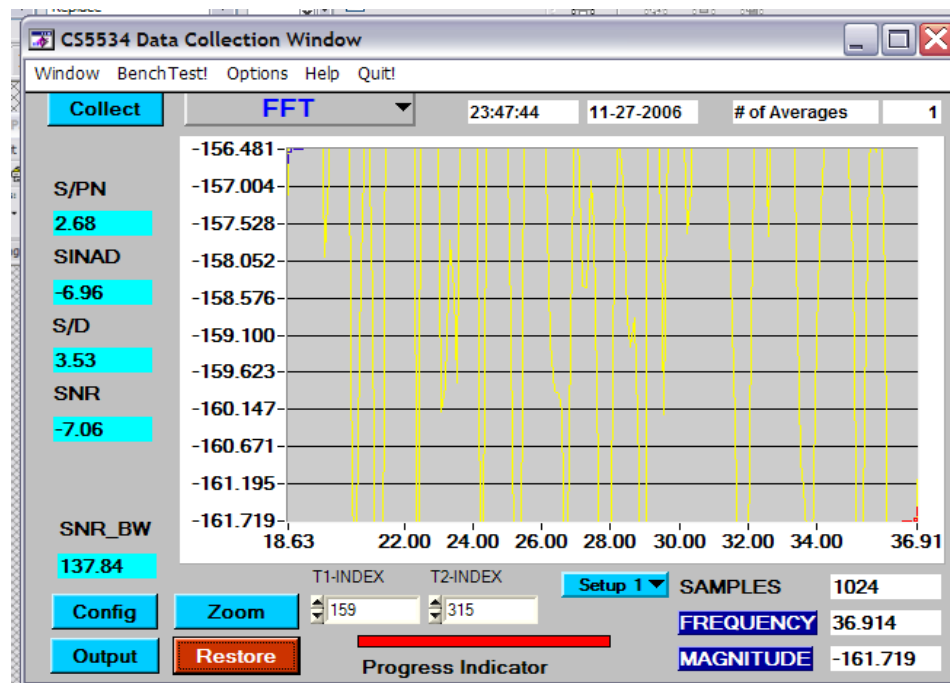 Replace
CS5534 Data Collection Window
Window BenchTest! Options Help Quit!
Collect FFT 23:47:44 11-27-2006 # of Averages 1
S/PN
2.68
SINAD
-6.96
S/D
3.53
SNR
-7.06
SNR_BW
137.84
-156.481
-157.004
-157.528
-158.052
-158.576
-159.100
-159.623
-160.147
-160.671
-161.195
-161.719
18.63 22.00 24.00 26.00 28.00 30.00 32.00 34.00 36.91
T1-INDEX T2-INDEX
159 315
Setup 1
SAMPLES 1024
Config Zoom
FREQUENCY 36.914
Output Restore
Progress Indicator
MAGNITUDE -161.719